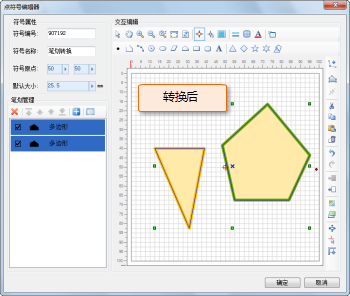 点符号编辑器
符号属性
符号编号: 907192
符号名称: 笔划转换
符号原点: 50 50
默认大小: 25.5
笔划管理
多边形
多边形
交互编辑
转换后
确定 取消